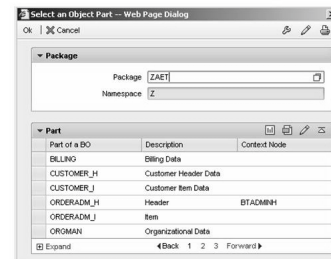 Select an Object Part -- Web Page Dialog
Ok Cancel
Package
Package ZAET
Namespace Z
Part
Part of a BO Description Context Node
BILLING Billing Data
CUSTOMER_H Customer Header Data
CUSTOMER_I Customer Item Data
ORDERADM_H Header BTADMINH
ORDERADM_I Item
ORGMAN Organizational Data
Expand Back 1 2 3 Forward